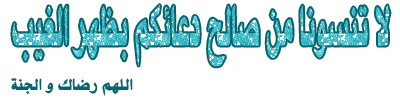 لا تنسونا من صالح دعائكم بظهر الغيب
اللهم رضاك و الجنة